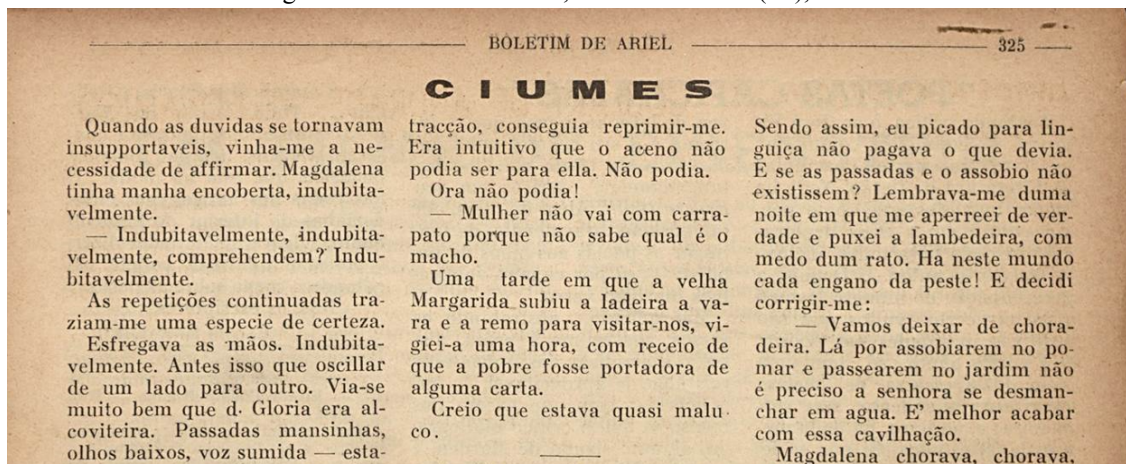 BOLETIM DE ARIEL
325
CIUMES
Quando as duvidas se tornavam
insupportaveis, vinha-me a ne-
cessidade de affirmar. Magdalena
tinha manha encoberta, indubita-
velmente.
— Indubitavelmente, indubita-
velmente, comprehendem? Indu-
bitavelmente.
As repetições continuadas tra-
ziam-me uma especie de certeza.
Esfregava as mãos. Indubita-
velmente. Antes isso que oscillar
de um lado para outro. Via-se
muito bem que d. Gloria era al-
coviteira. Passadas mansinhas,
olhos baixos, voz sumida — esta-
tracção, conseguia reprimir-me.
Era intuitivo que o aceno não
podia ser para ella. Não podia.
Ora não podia!
— Mulher não vai com carra-
pato porque não sabe qual é o
macho.
Uma tarde em que a velha
Margarida subiu a ladeira a va-
ra e a remo para visitar-nos, vi-
giei-a uma hora, com receio de
que a pobre fosse portadora de
alguma carta.
Creio que estava quasi malu-
co.
Sendo assim, eu picado para lin-
guiça não pagava o que devia.
E se as passadas e o assobio não
existissem? Lembrava-me duma
noite em que me aperreei de ver-
dade e puxei a lambedeira, com
medo dum rato. Ha neste mundo
cada engano da peste! E decidi
corrigir-me:
— Vamos deixar de chora-
deira. Lá por assobiarem no po-
mar e passearem no jardim não
é preciso a senhora se desman-
char em agua. E' melhor acabar
com essa cavilhação.
Magdalena chorava, chorava,